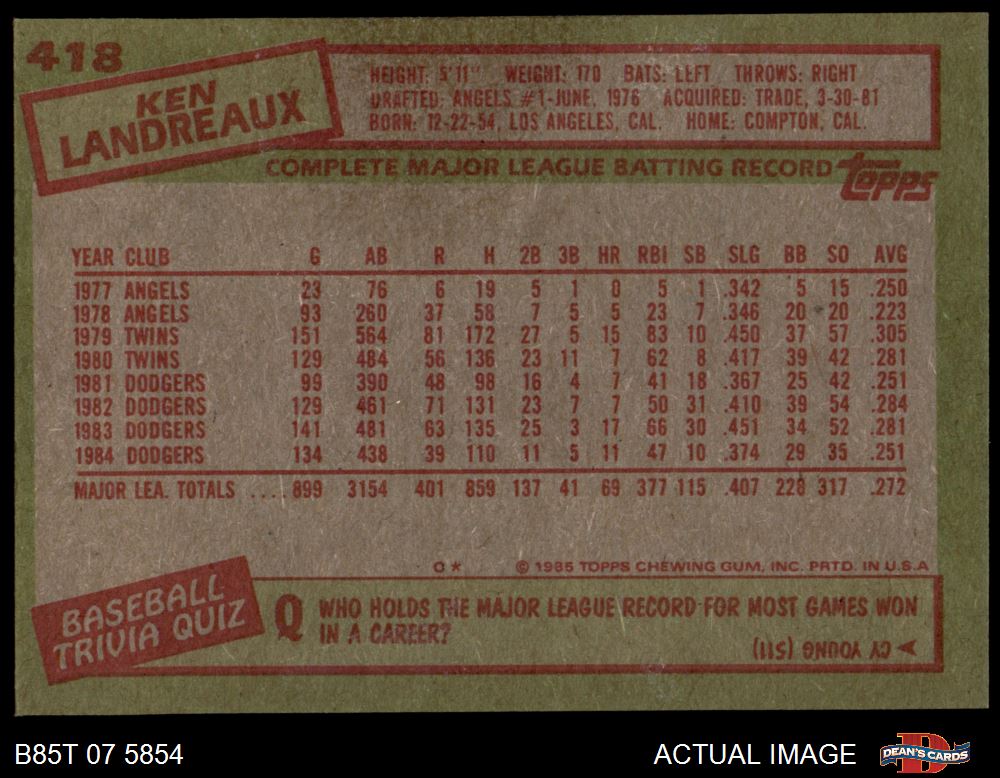 418
KEN
LANDREAUX
HEIGHT: 5'11" WEIGHT: 170 BATS: LEFT THROWS: RIGHT
DRAFTED: ANGELS #1-JUNE, 1976 ACQUIRED: TRADE, 3-30-81
BORN: 12-22-54, LOS ANGELES, CAL. HOME: COMPTON, CAL.
COMPLETE MAJOR LEAGUE BATTING RECORD topps
YEAR CLUB G AB R H 2B 3B HR RBI SB SLG BB SO AVG
1977 ANGELS 23 76 6 19 5 1 0 5 1 .342 5 15 .250
1978 ANGELS 93 260 37 58 7 5 5 23 7 .346 20 20 .223
1979 TWINS 151 564 81 172 27 5 15 83 10 .450 37 57 .305
1980 TWINS 129 484 56 136 23 11 7 62 8 .417 39 42 .281
1981 DODGERS 99 390 48 98 16 4 7 41 18 .367 25 42 .251
1982 DODGERS 129 461 71 131 23 7 7 50 31 .410 39 54 .284
1983 DODGERS 141 481 63 135 25 3 17 66 30 .451 34 52 .281
1984 DODGERS 134 438 39 110 11 5 11 47 10 .374 29 35 .251
MAJOR LEA. TOTALS ....899 3154 401 859 137 41 69 377 115 .407 228 317 .272
O* © 1985 TOPPS CHEWING GUM, INC. PRTD. IN U.S.A
BASEBALL
TRIVIA QUIZ
Q WHO HOLDS THE MAJOR LEAGUE RECORD FOR MOST GAMES WON
IN A CAREER?
CY YOUNG (511)
B85T 07 5854
ACTUAL IMAGE
DEAN'S CARDS